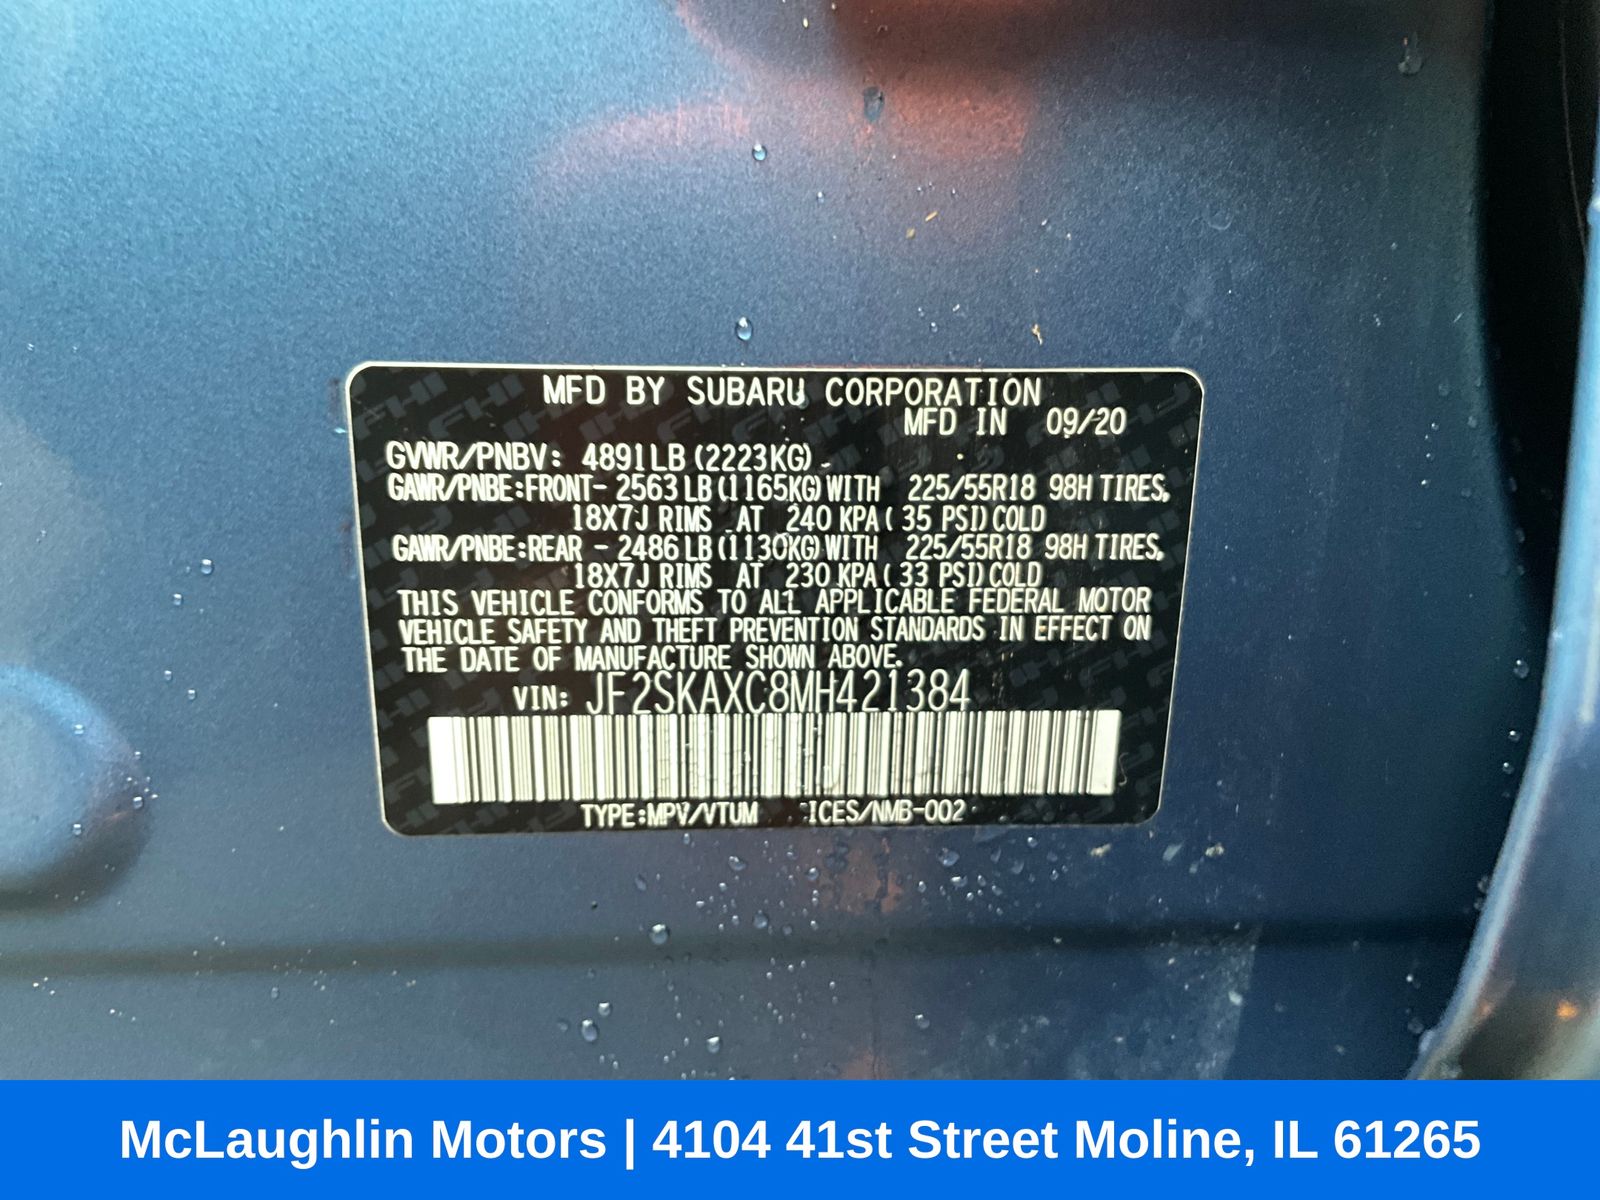 MFD BY SUBARU CORPORATION
MFD IN 09/20
GVWR/PNBV: 4891LB (2223KG)
GAWR/PNBE:FRONT- 2563 LB (1165KG) WITH 225/55R18 98H TIRES,
18X7J RIMS AT 240 KPA ( 35 PSI) COLD
GAWR/PNBE:REAR - 2486 LB (1130KG) WITH 225/55R18 98H TIRES,
18X7J RIMS AT 230 KPA ( 33 PSI) COLD
THIS VEHICLE CONFORMS TO ALL APPLICABLE FEDERAL MOTOR
VEHICLE SAFETY AND THEFT PREVENTION STANDARDS IN EFFECT ON
THE DATE OF MANUFACTURE SHOWN ABOVE.
VIN: JF2SKAXC8MH421384
TYPE:MPV/VTUM ICES/NMB-002
McLaughlin Motors | 4104 41st Street Moline, IL 61265